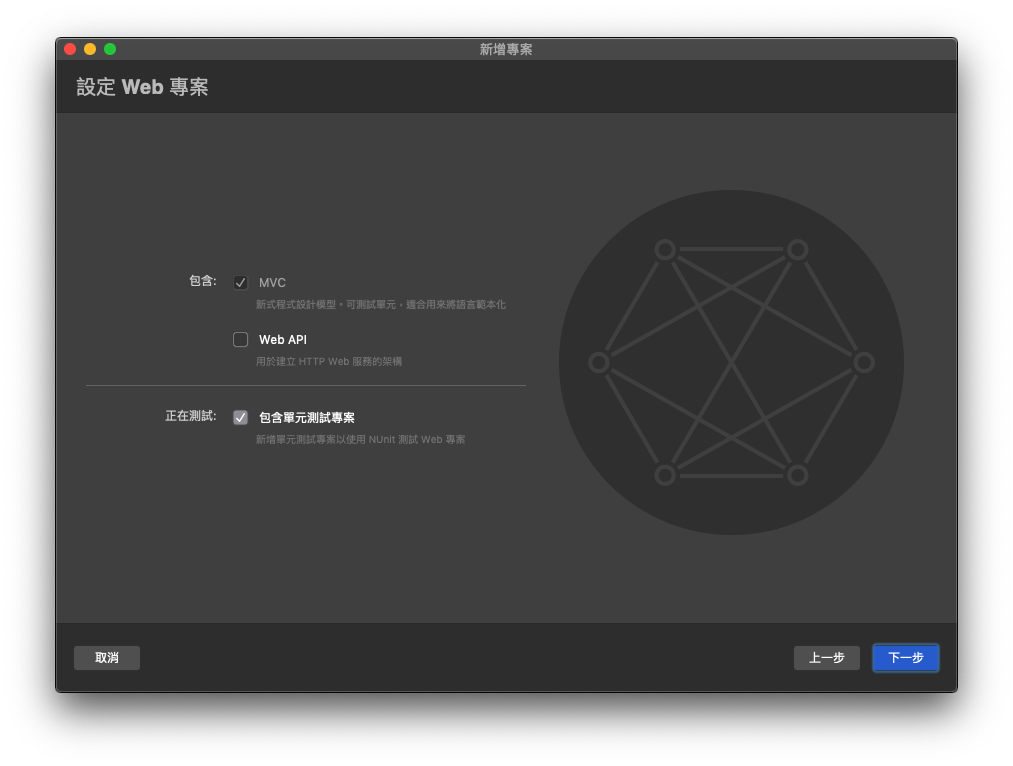 新增專案
設定 Web 專案
包含: MVC
新式程式設計模型。可測試單元，適合用來將語言範本化
Web API
用於建立 HTTP Web 服務的架構
正在測試: 包含單元測試專案
新增單元測試專案以使用 NUnit 測試 Web 專案
取消 上一步 下一步